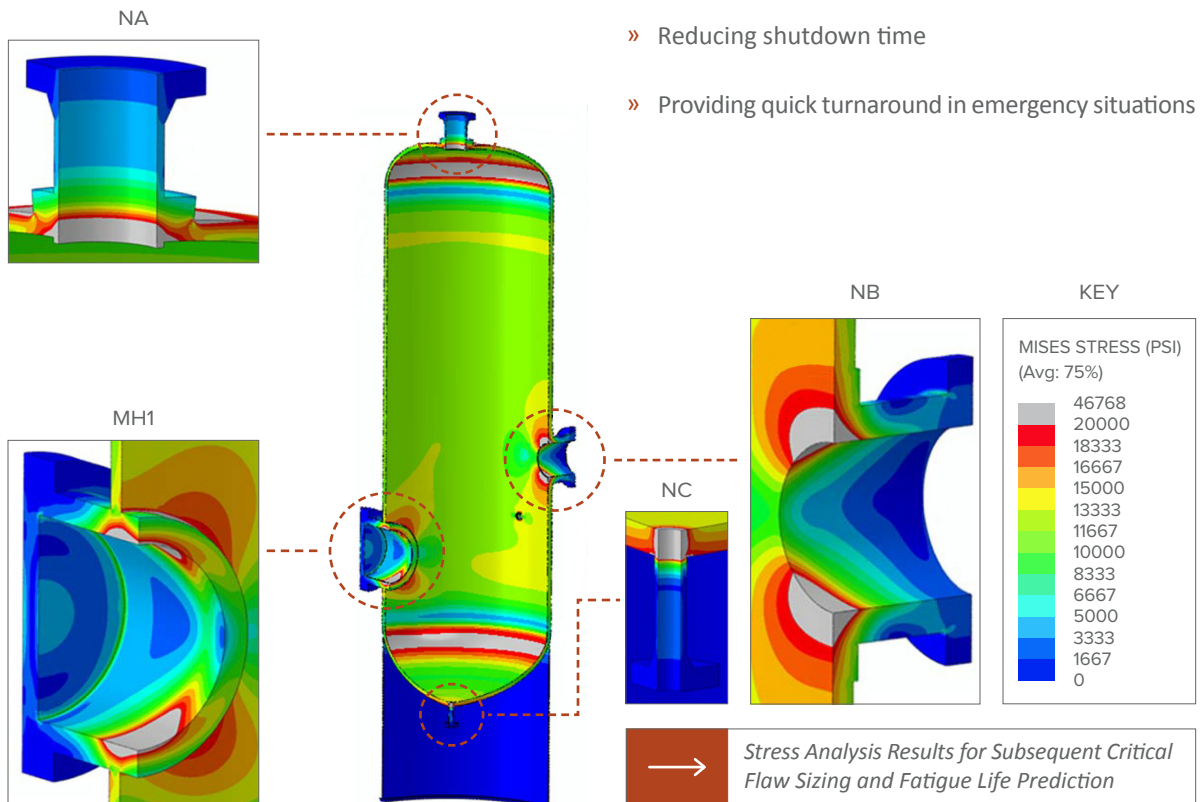 NA
» Reducing shutdown time
» Providing quick turnaround in emergency situations
NB
KEY
MISES STRESS (PSI)
(Avg: 75%)
46768
20000
18333
16667
15000
13333
11667
10000
8333
6667
5000
3333
1667
0
MH1
NC
Stress Analysis Results for Subsequent Critical
Flaw Sizing and Fatigue Life Prediction